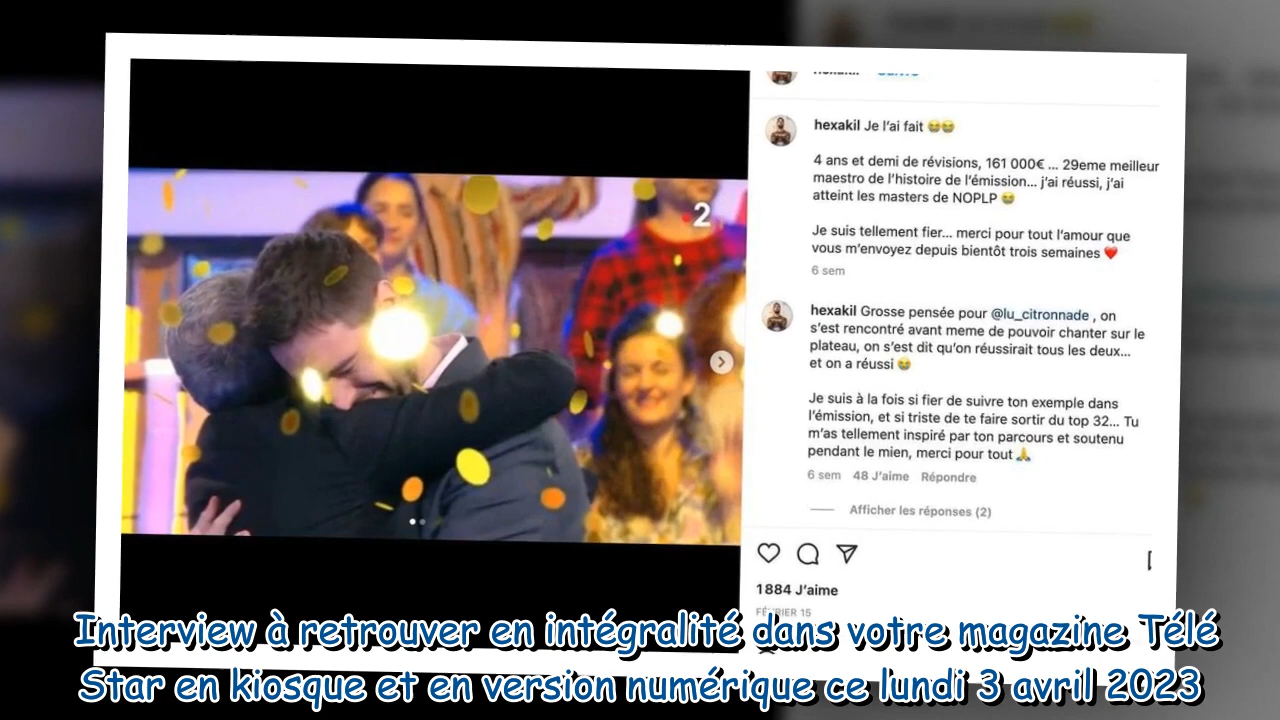 hexakil Je l'ai fait 😭😭
4 ans et demi de révisions, 161 000€ ... 29eme meilleur
maestro de l'histoire de l'émission... j'ai réussi, j'ai
atteint les masters de NOPLP 😭
Je suis tellement fier... merci pour tout l'amour que
vous m'envoyez depuis bientôt trois semaines ❤️
6 sem
hexakil Grosse pensée pour @lu_citronnade , on
s'est rencontré avant meme de pouvoir chanter sur le
plateau, on s'est dit qu'on réussirait tous les deux...
et on a réussi 😭
Je suis à la fois si fier de suivre ton exemple dans
l'émission, et si triste de te faire sortir du top 32... Tu
m'as tellement inspiré par ton parcours et soutenu
pendant le mien, merci pour tout 🙏
6 sem 48 J'aime Répondre
Afficher les réponses (2)
1 884 J'aime
FÉVRIER 15
2
Interview à retrouver en intégralité dans votre magazine Télé
Star en kiosque et en version numérique ce lundi 3 avril 2023